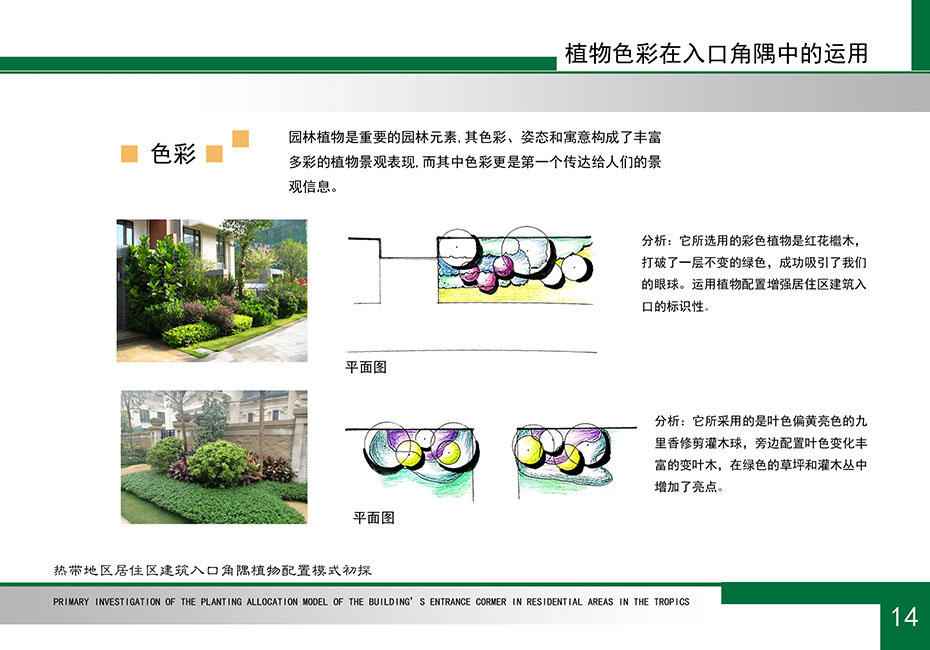 植物色彩在入口角隅中的运用
色彩
园林植物是重要的园林元素,其色彩、姿态和寓意构成了丰富
多彩的植物景观表现,而其中色彩更是第一个传达给人们的景
观信息。
分析：它所选用的彩色植物是红花檵木，
打破了一层不变的绿色，成功吸引了我们
的眼球。运用植物配置增强居住区建筑入
口的标识性。
平面图
分析：它所采用的是叶色偏黄亮色的九
里香修剪灌木球，旁边配置叶色变化丰
富的变叶木，在绿色的草坪和灌木丛中
增加了亮点。
平面图
热带地区居住区建筑入口角隅植物配置模式初探
PRIMARY INVESTIGATION OF THE PLANTING ALLOCATION MODEL OF THE BUILDING'S ENTRANCE CORMER IN RESIDENTIAL AREAS IN THE TROPICS
14